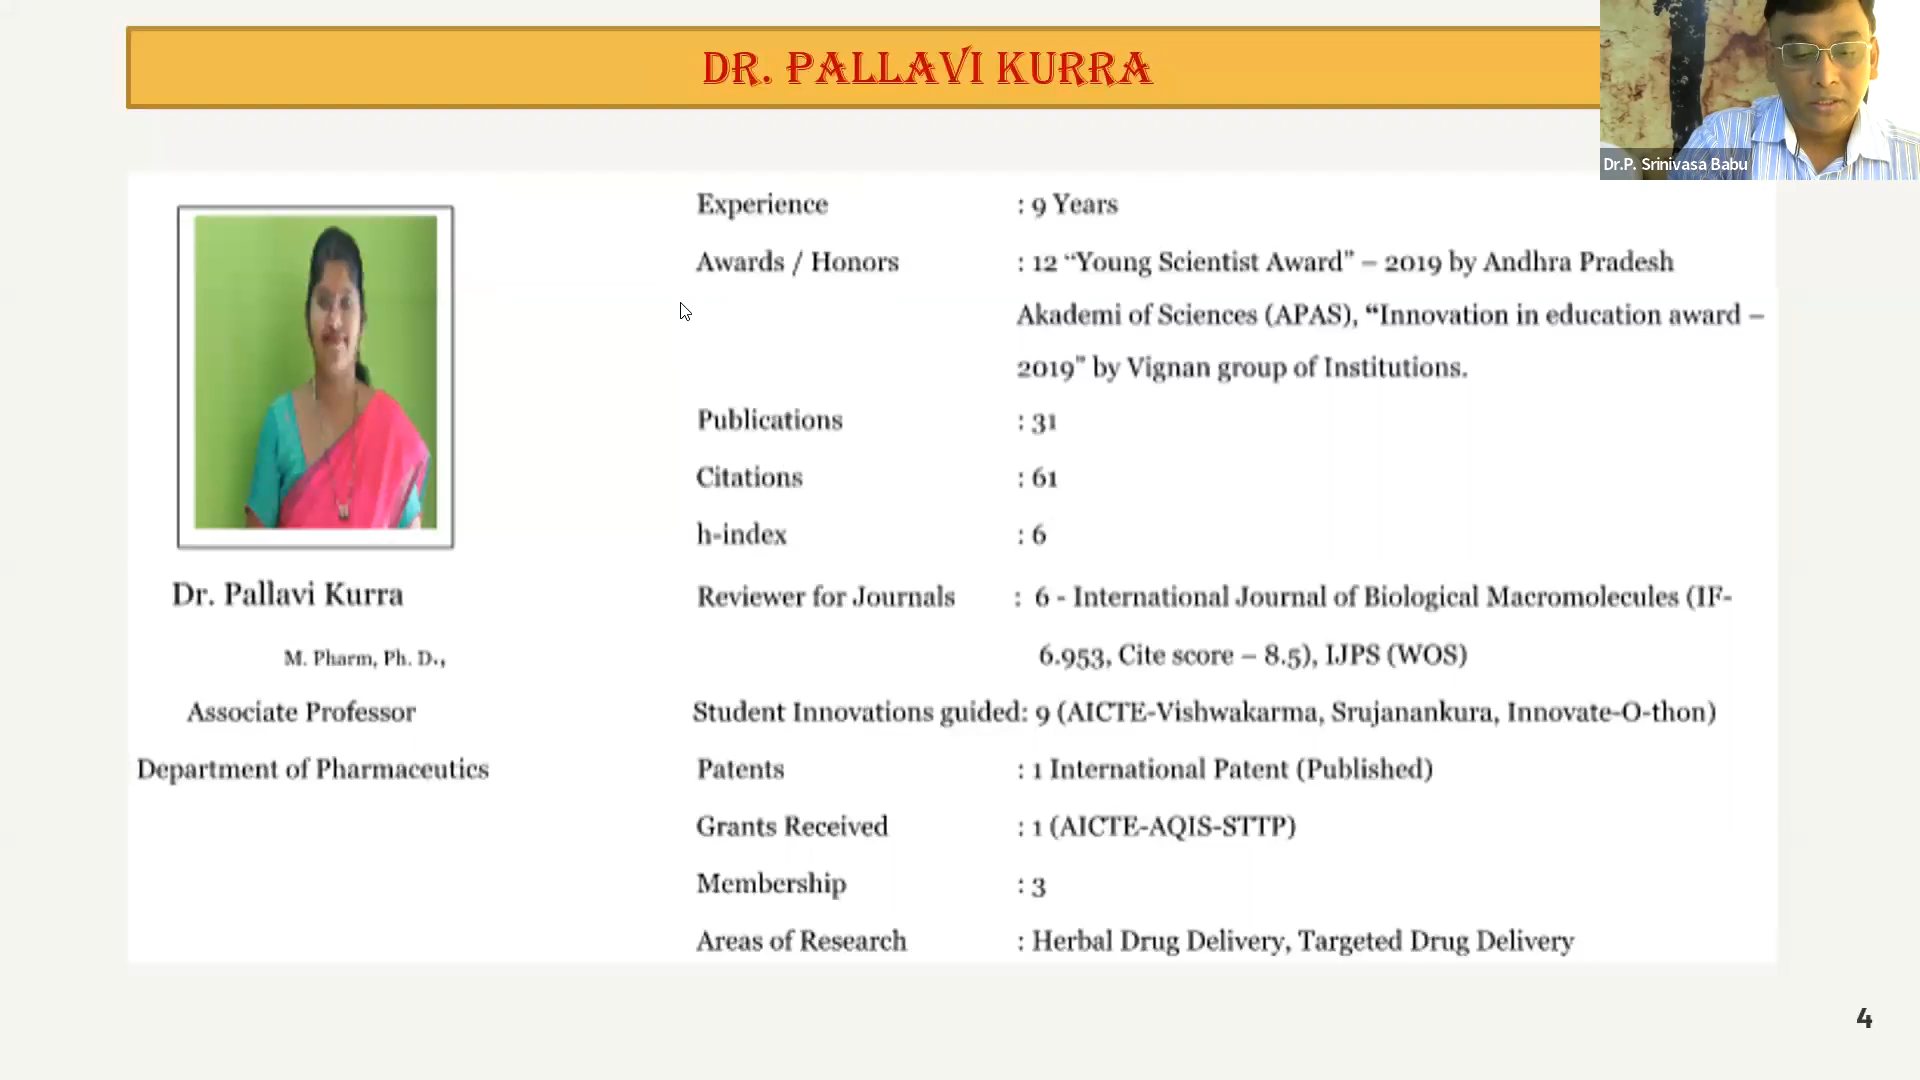 DR. PALLAVI KURRA
Dr.P. Srinivasa Babu
Experience : 9 Years
Awards / Honors : 12 “Young Scientist Award” – 2019 by Andhra Pradesh
Akademi of Sciences (APAS), “Innovation in education award –
2019” by Vignan group of Institutions.
Publications : 31
Citations : 61
h-index : 6
Reviewer for Journals : 6 - International Journal of Biological Macromolecules (IF-
6.953, Cite score – 8.5), IJPS (WOS)
Student Innovations guided: 9 (AICTE-Vishwakarma, Srujanankura, Innovate-O-thon)
Patents : 1 International Patent (Published)
Grants Received : 1 (AICTE-AQIS-STTP)
Membership : 3
Areas of Research : Herbal Drug Delivery, Targeted Drug Delivery
Dr. Pallavi Kurra
M. Pharm, Ph. D.,
Associate Professor
Department of Pharmaceutics
4